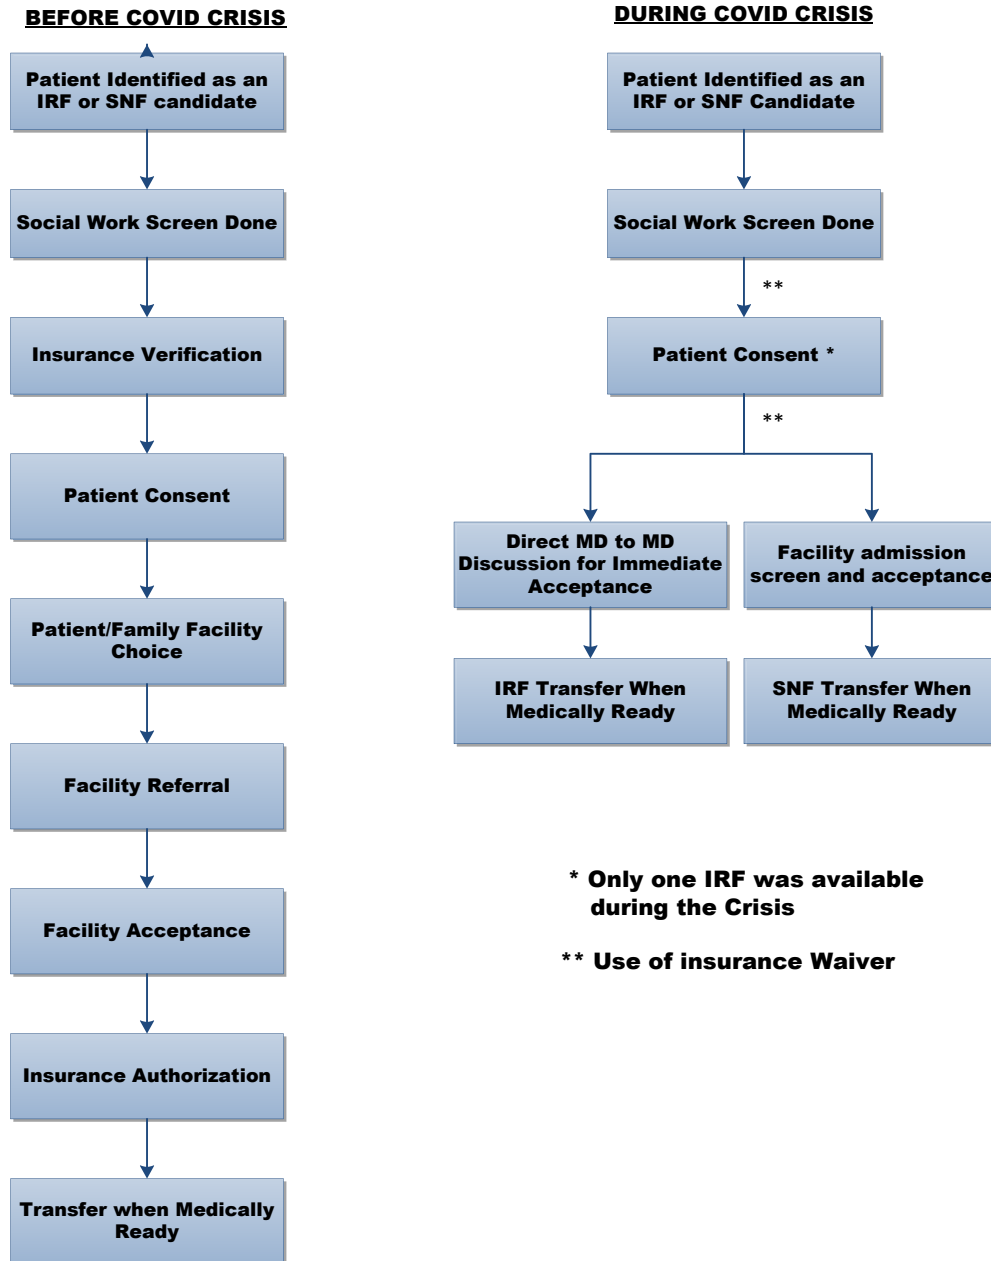 BEFORE COVID CRISIS
Patient Identified as an
IRF or SNF candidate
Social Work Screen Done
Insurance Verification
Patient Consent
Patient/Family Facility
Choice
Facility Referral
Facility Acceptance
Insurance Authorization
Transfer when Medically
Ready
DURING COVID CRISIS
Patient Identified as an
IRF or SNF Candidate
Social Work Screen Done
**
Patient Consent *
**
Direct MD to MD
Discussion for Immediate
Acceptance
IRF Transfer When
Medically Ready
Facility admission
screen and acceptance
SNF Transfer When
Medically Ready
* Only one IRF was available
during the Crisis
** Use of insurance Waiver